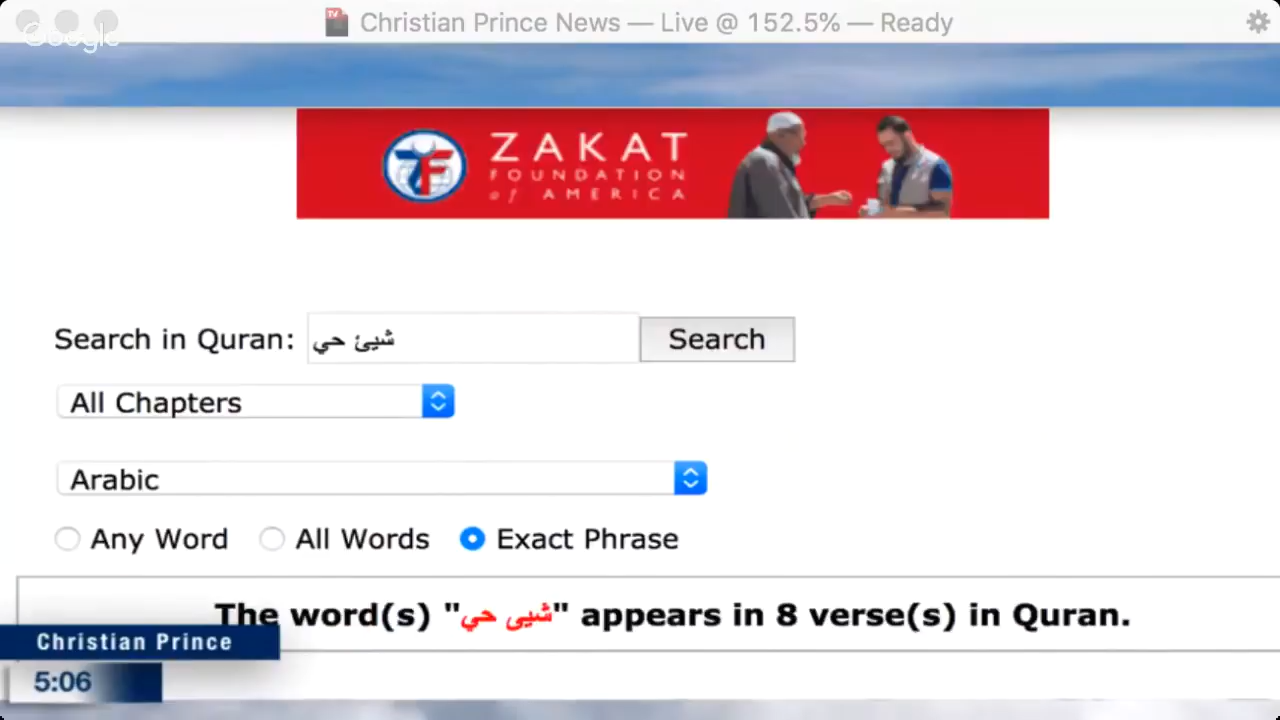 Christian Prince News — Live @ 152.5% — Ready
Google
ZAKAT
FOUNDATION
of AMERICA
Search in Quran: شيئ حي Search
All Chapters
Arabic
Any Word All Words Exact Phrase
The word(s) "شيى حي" appears in 8 verse(s) in Quran.
Christian Prince
5:06